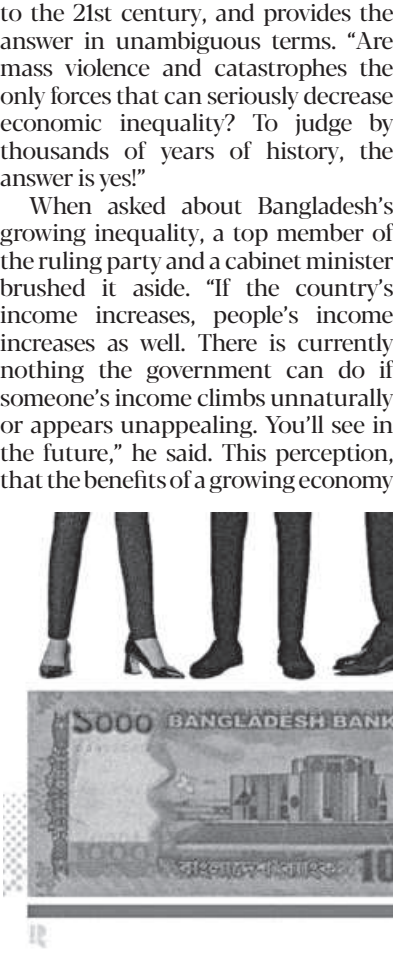 to the 21st century, and provides the
answer in unambiguous terms. “Are
mass violence and catastrophes the
only forces that can seriously decrease
economic inequality? To judge by
thousands of years of history, the
answer is yes!”
When asked about Bangladesh’s
growing inequality, a top member of
the ruling party and a cabinet minister
brushed it aside. “If the country’s
income increases, people’s income
increases as well. There is currently
nothing the government can do if
someone’s income climbs unnaturally
or appears unappealing. You’ll see in
the future,” he said. This perception,
that the benefits of a growing economy
১০০০ BANGLADESH BANK
1000 বাংলাদেশ ব্যাংক 10